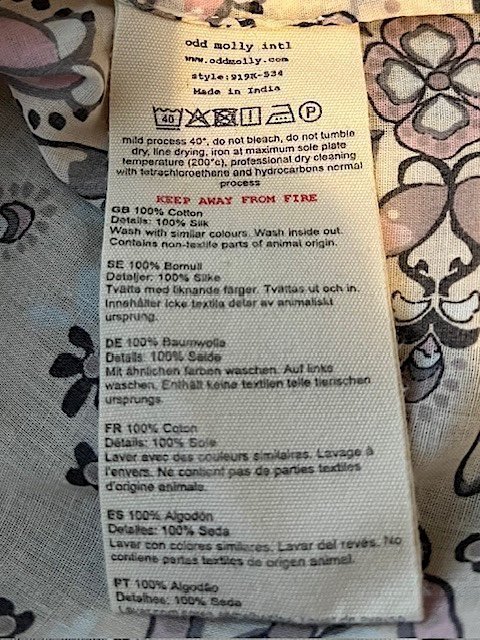 odd molly intl
www.oddmolly.com
style:919K-534
Made in India
40 P
mild process 40°, do not bleach, do not tumble
dry, line drying, iron at maximum sole plate
temperature (200°c), professional dry cleaning
with tetrachloroethane and hydrocarbons normal
process
KEEP AWAY FROM FIRE
GB 100% Cotton
Details: 100% Silk
Wash with similar colours. Wash inside out.
Contains non-textile parts of animal origin.
SE 100% Bomull
Detaljer: 100% Silke
Tvätta med liknande färger. Tvättas ut och in.
Innehåller icke textila delar av animaliskt
ursprung.
DE 100% Baumwolle
Details: 100% Seide
Mit ähnlichen farben waschen. Auf links
waschen. Enthält keine textilen teile tierischen
ursprungs.
FR 100% Coton
Détails: 100% Soie
Laver avec des couleurs similaires. Lavage à
l'envers. Ne contient pas de parties textiles
d'origine animale.
ES 100% Algodón
Detalles: 100% Seda
Lavar con colores similares. Lavar del revés. No
contiene partes textiles de origen animal.
PT 100% Algodão
Detalhes: 100% Seda